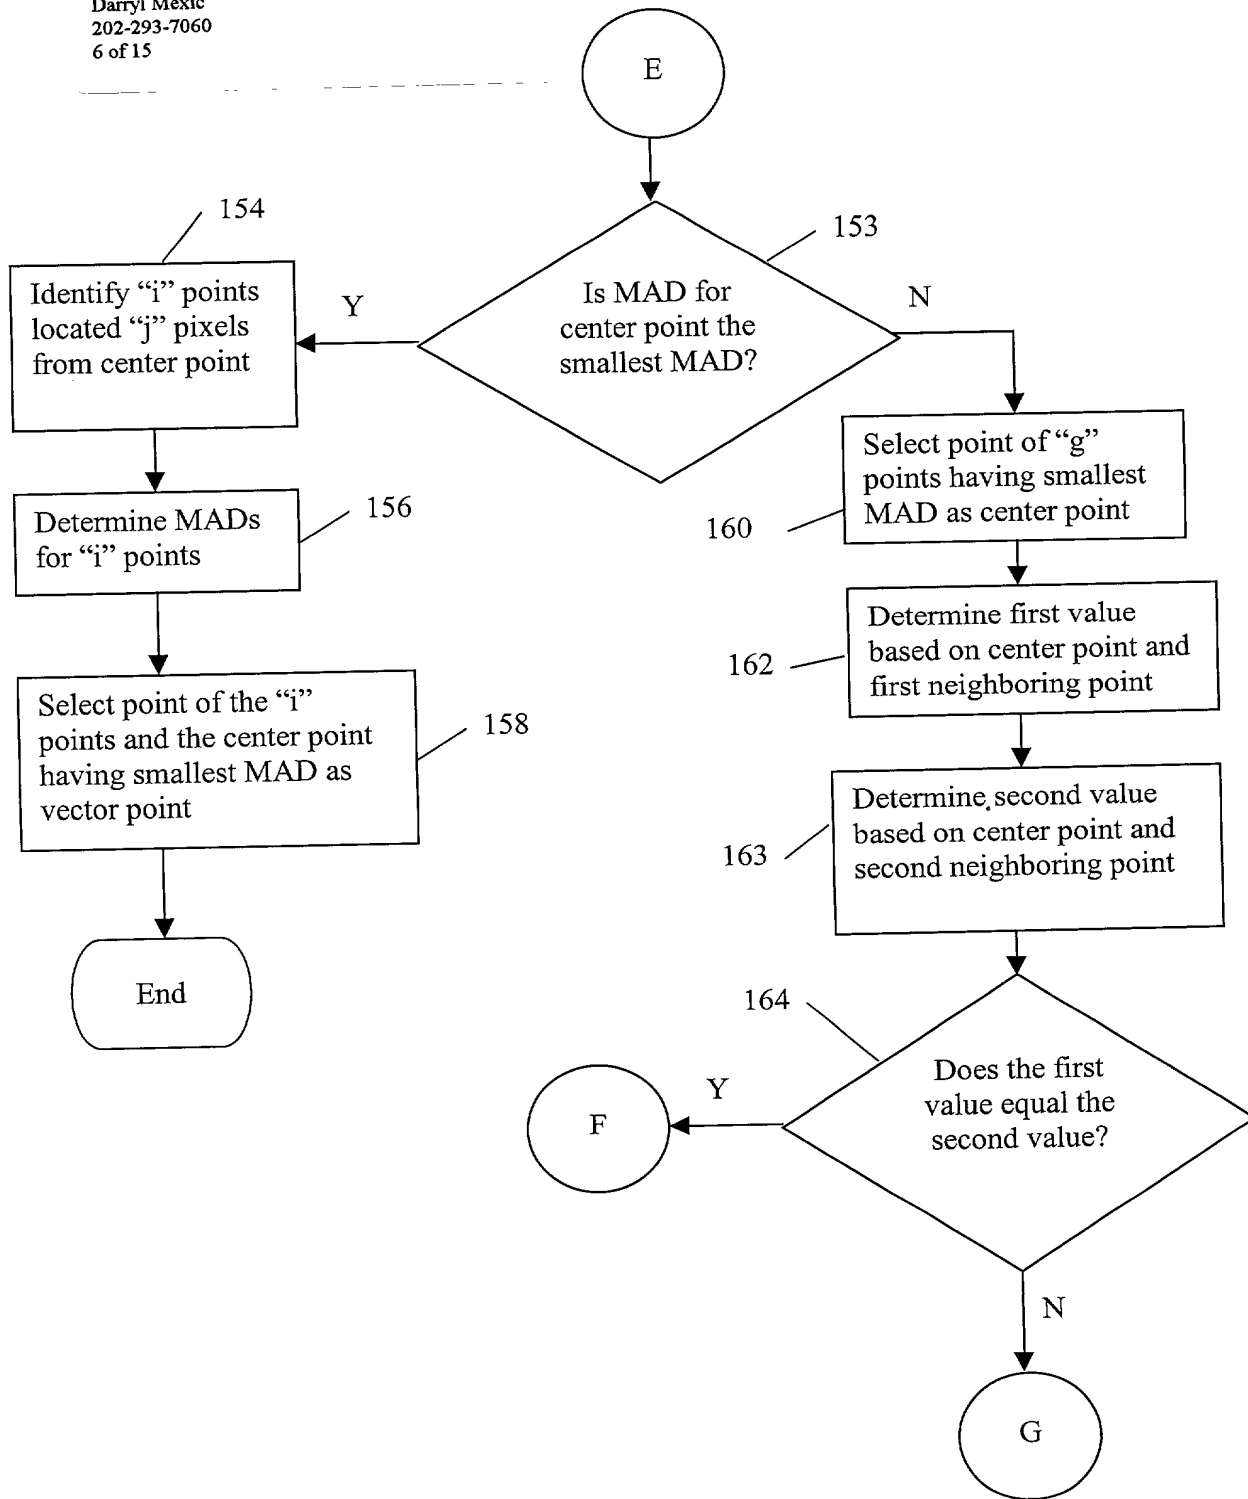 Darryl Mexic
202-293-7060
6 of 15
E
154
153
Identify “i” points
located “j” pixels
from center point
Y
Is MAD for
center point the
smallest MAD?
N
Select point of “g”
points having smallest
MAD as center point
160
Determine MADs
for “i” points
156
Determine first value
based on center point and
first neighboring point
162
Select point of the “i”
points and the center point
having smallest MAD as
vector point
158
Determine second value
based on center point and
second neighboring point
163
End
164
Does the first
value equal the
second value?
Y
F
N
G